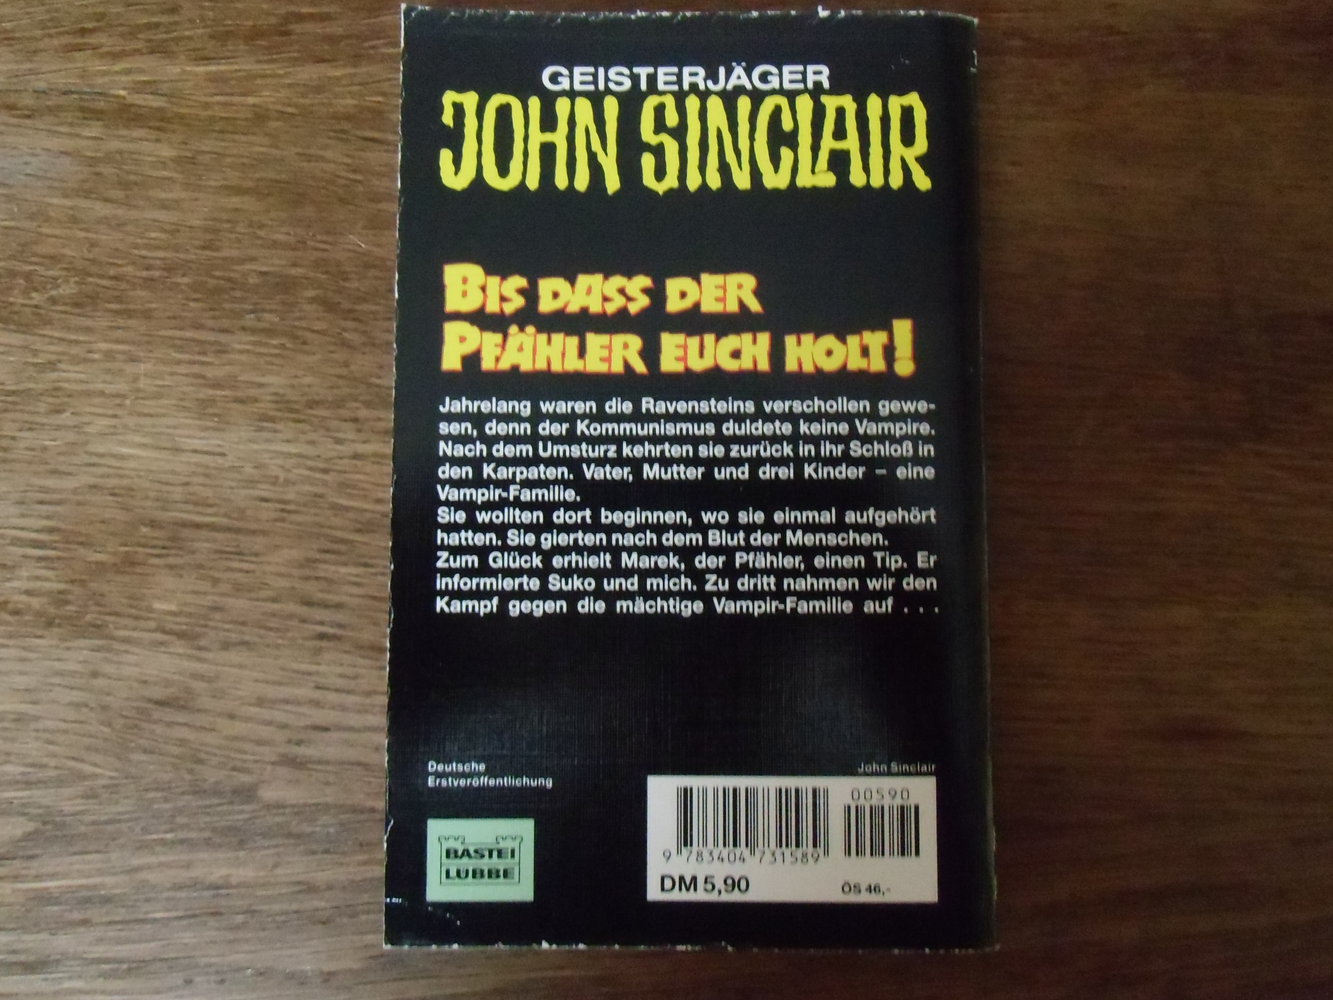 GEISTERJÄGER
JOHN SINCLAIR
BIS DASS DER
PFÄHLER EUCH HOLT!
Jahrelang waren die Ravensteins verschollen gewe-
sen, denn der Kommunismus duldete keine Vampire.
Nach dem Umsturz kehrten sie zurück in ihr Schloß in
den Karpaten. Vater, Mutter und drei Kinder – eine
Vampir-Familie.
Sie wollten dort beginnen, wo sie einmal aufgehört
hatten. Sie gierten nach dem Blut der Menschen.
Zum Glück erhielt Marek, der Pfähler, einen Tip. Er
informierte Suko und mich. Zu dritt nahmen wir den
Kampf gegen die mächtige Vampir-Familie auf . . .
Deutsche
Erstveröffentlichung
John Sinclair
00590
9 783404 731589
DM 5,90
ÖS 46,-
BASTEI
LÜBBE